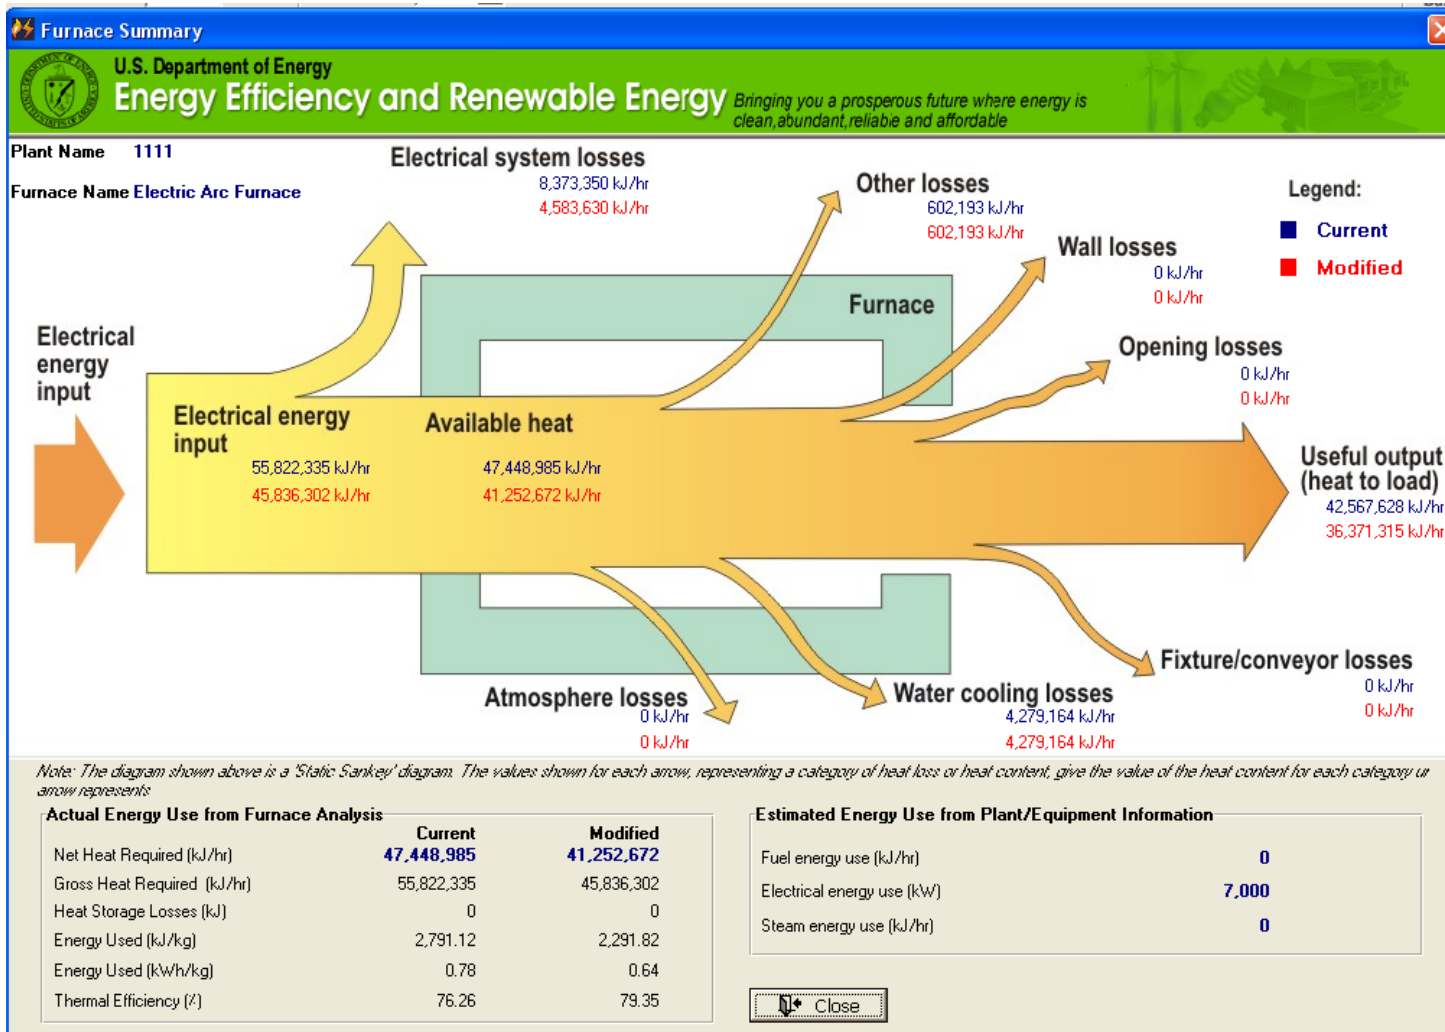 Furnace Summary
U.S. Department of Energy
Energy Efficiency and Renewable Energy
Bringing you a prosperous future where energy is
clean,abundant,reliable and affordable
Plant Name 1111
Furnace Name Electric Arc Furnace
Electrical system losses
8,373,350 kJ/hr
4,583,630 kJ/hr
Other losses
602,193 kJ/hr
602,193 kJ/hr
Legend:
Current
Modified
Wall losses
0 kJ/hr
0 kJ/hr
Furnace
Electrical
energy
input
Opening losses
0 kJ/hr
0 kJ/hr
Electrical energy
input
55,822,335 kJ/hr
45,836,302 kJ/hr
Available heat
47,448,985 kJ/hr
41,252,672 kJ/hr
Useful output
(heat to load)
42,567,628 kJ/hr
36,371,315 kJ/hr
Fixture/conveyor losses
0 kJ/hr
0 kJ/hr
Atmosphere losses
0 kJ/hr
0 kJ/hr
Water cooling losses
4,279,164 kJ/hr
4,279,164 kJ/hr
Note: The diagram shown above is a 'Static Sankey' diagram. The values shown for each arrow, representing a category of heat loss or heat content, give the value of the heat content for each category ur
arrow represents
Actual Energy Use from Furnace Analysis
Current Modified
Net Heat Required (kJ/hr) 47,448,985 41,252,672
Gross Heat Required (kJ/hr) 55,822,335 45,836,302
Heat Storage Losses (kJ) 0 0
Energy Used (kJ/kg) 2,791.12 2,291.82
Energy Used (kWh/kg) 0.78 0.64
Thermal Efficiency (%) 76.26 79.35
Estimated Energy Use from Plant/Equipment Information
Fuel energy use (kJ/hr) 0
Electrical energy use (kW) 7,000
Steam energy use (kJ/hr) 0
Close